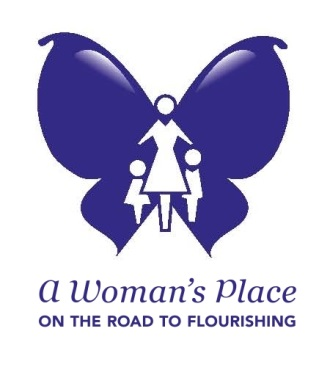 a Woman's Place
ON THE ROAD TO FLOURISHING